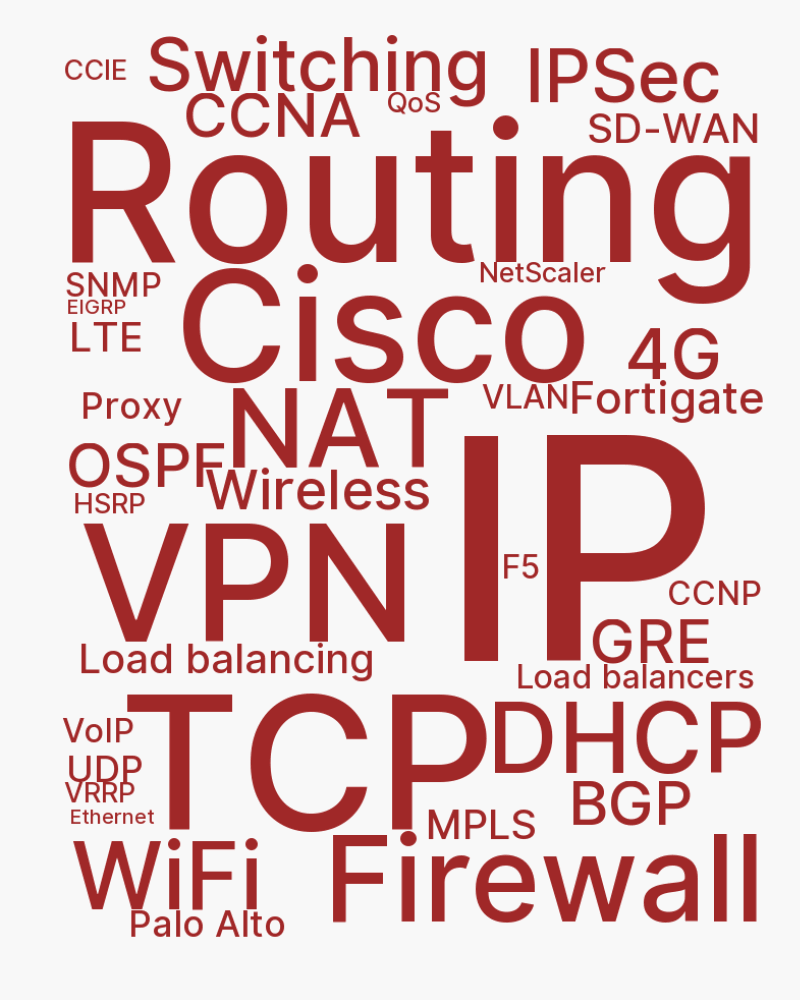 CCIE
Switching
IPSec
CCNA
QoS
SD-WAN
Routing
SNMP
NetScaler
EIGRP
Cisco
LTE
4G
Proxy
NAT
VLAN
Fortigate
OSPF
Wireless
HSRP
IP
VPN
F5
CCNP
GRE
Load balancing
Load balancers
TCP
DHCP
VoIP
UDP
VRRP
BGP
Ethernet
MPLS
WiFi
Firewall
Palo Alto